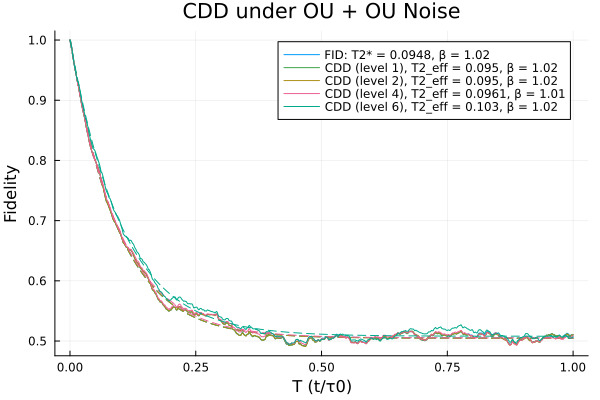 CDD under OU + OU Noise
FID: T2* = 0.0948, β = 1.02
CDD (level 1), T2_eff = 0.095, β = 1.02
CDD (level 2), T2_eff = 0.095, β = 1.02
CDD (level 4), T2_eff = 0.0961, β = 1.01
CDD (level 6), T2_eff = 0.103, β = 1.02
Fidelity
1.0
0.9
0.8
0.7
0.6
0.5
0.00 0.25 0.50 0.75 1.00
T (t/τ0)